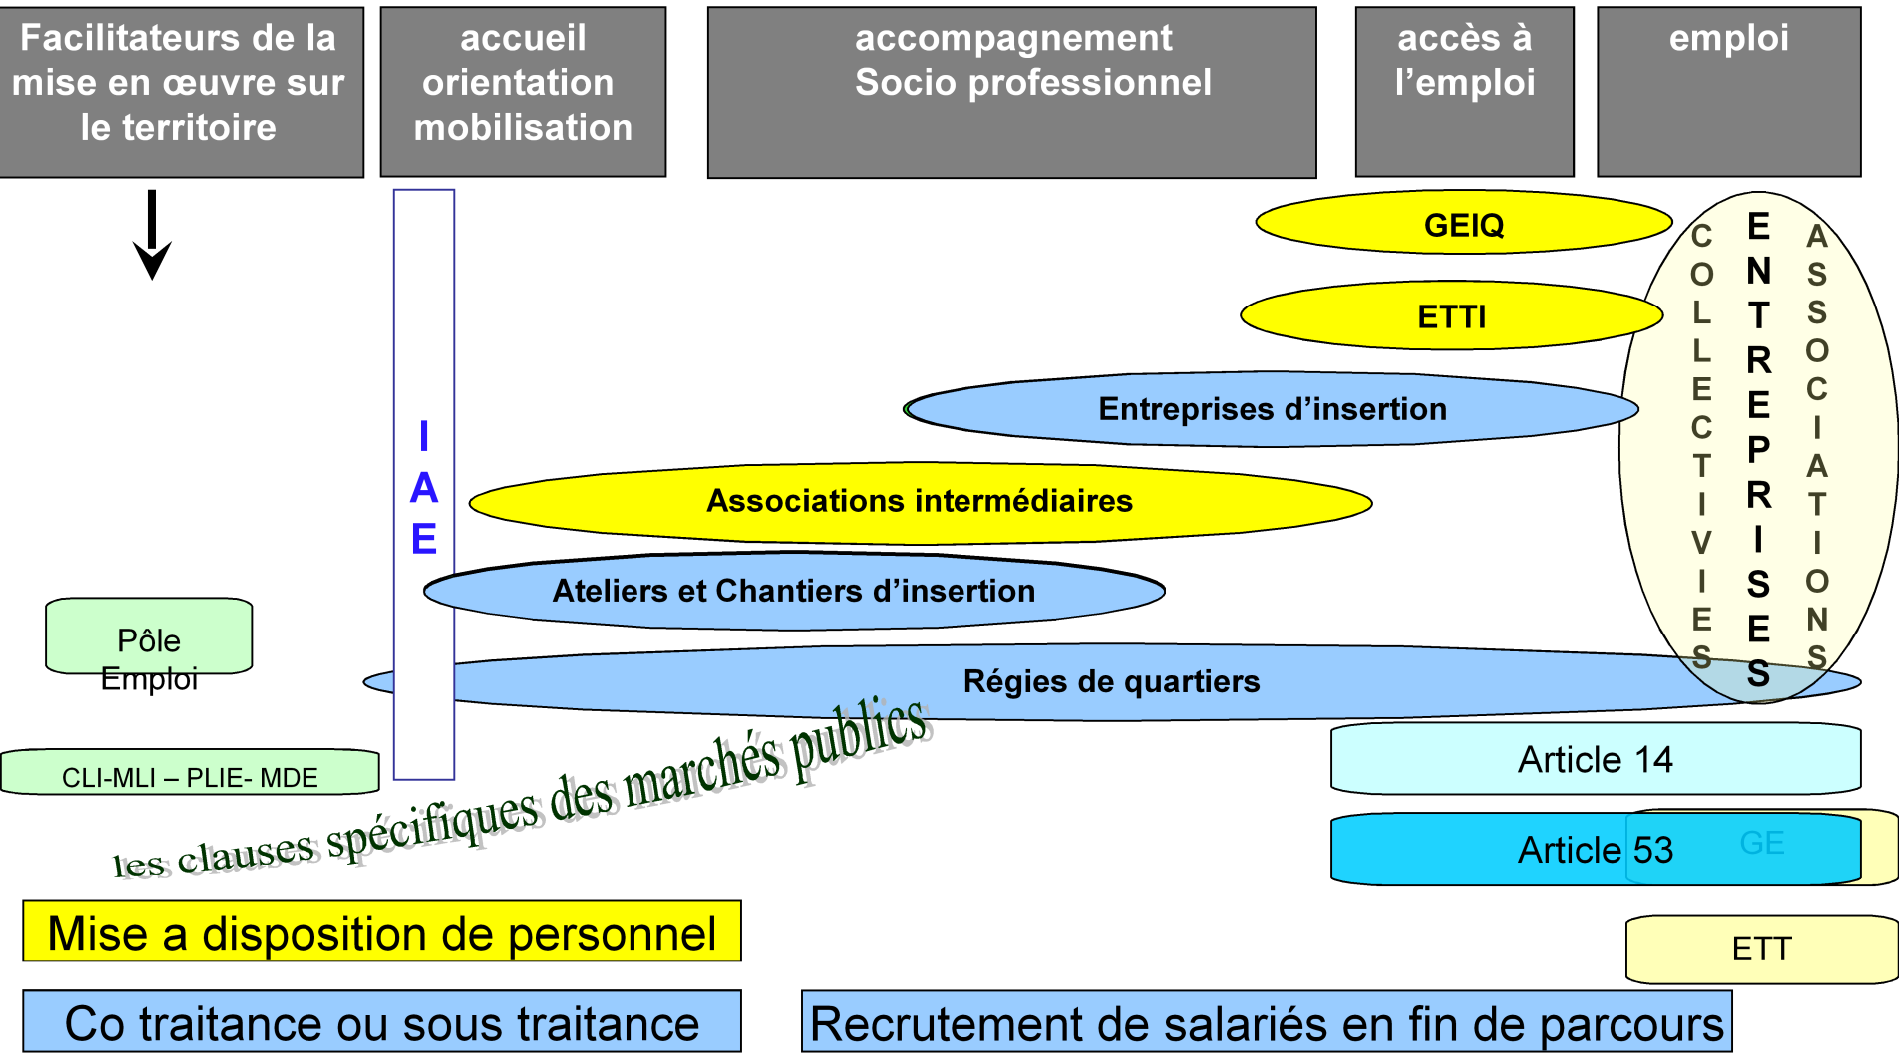 Facilitateurs de la
mise en œuvre sur
le territoire
accueil
orientation
mobilisation
accompagnement
Socio professionnel
accès à
l’emploi
emploi
GEIQ
ETTI
Entreprises d’insertion
Associations intermédiaires
Ateliers et Chantiers d’insertion
Régies de quartiers
IAE
COLLECTIVIES
ENTREPRISES
ASSOCIATIONS
Pôle
Emploi
CLI-MLI – PLIE- MDE
les clauses spécifiques des marchés publics
Article 14
Article 53
GE
ETT
Mise a disposition de personnel
Co traitance ou sous traitance
Recrutement de salariés en fin de parcours